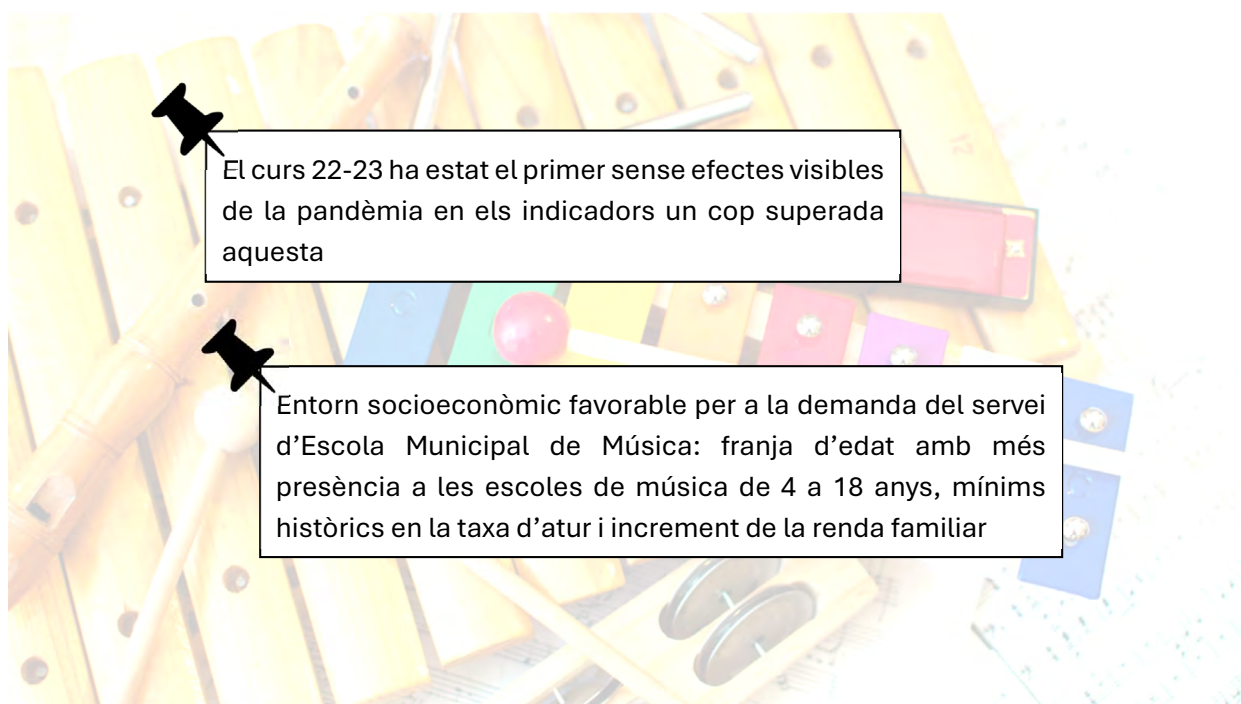 El curs 22-23 ha estat el primer sense efectes visibles
de la pandèmia en els indicadors un cop superada
aquesta
Entorn socioeconòmic favorable per a la demanda del servei
d’Escola Municipal de Música: franja d’edat amb més
presència a les escoles de música de 4 a 18 anys, mínims
històrics en la taxa d’atur i increment de la renda familiar